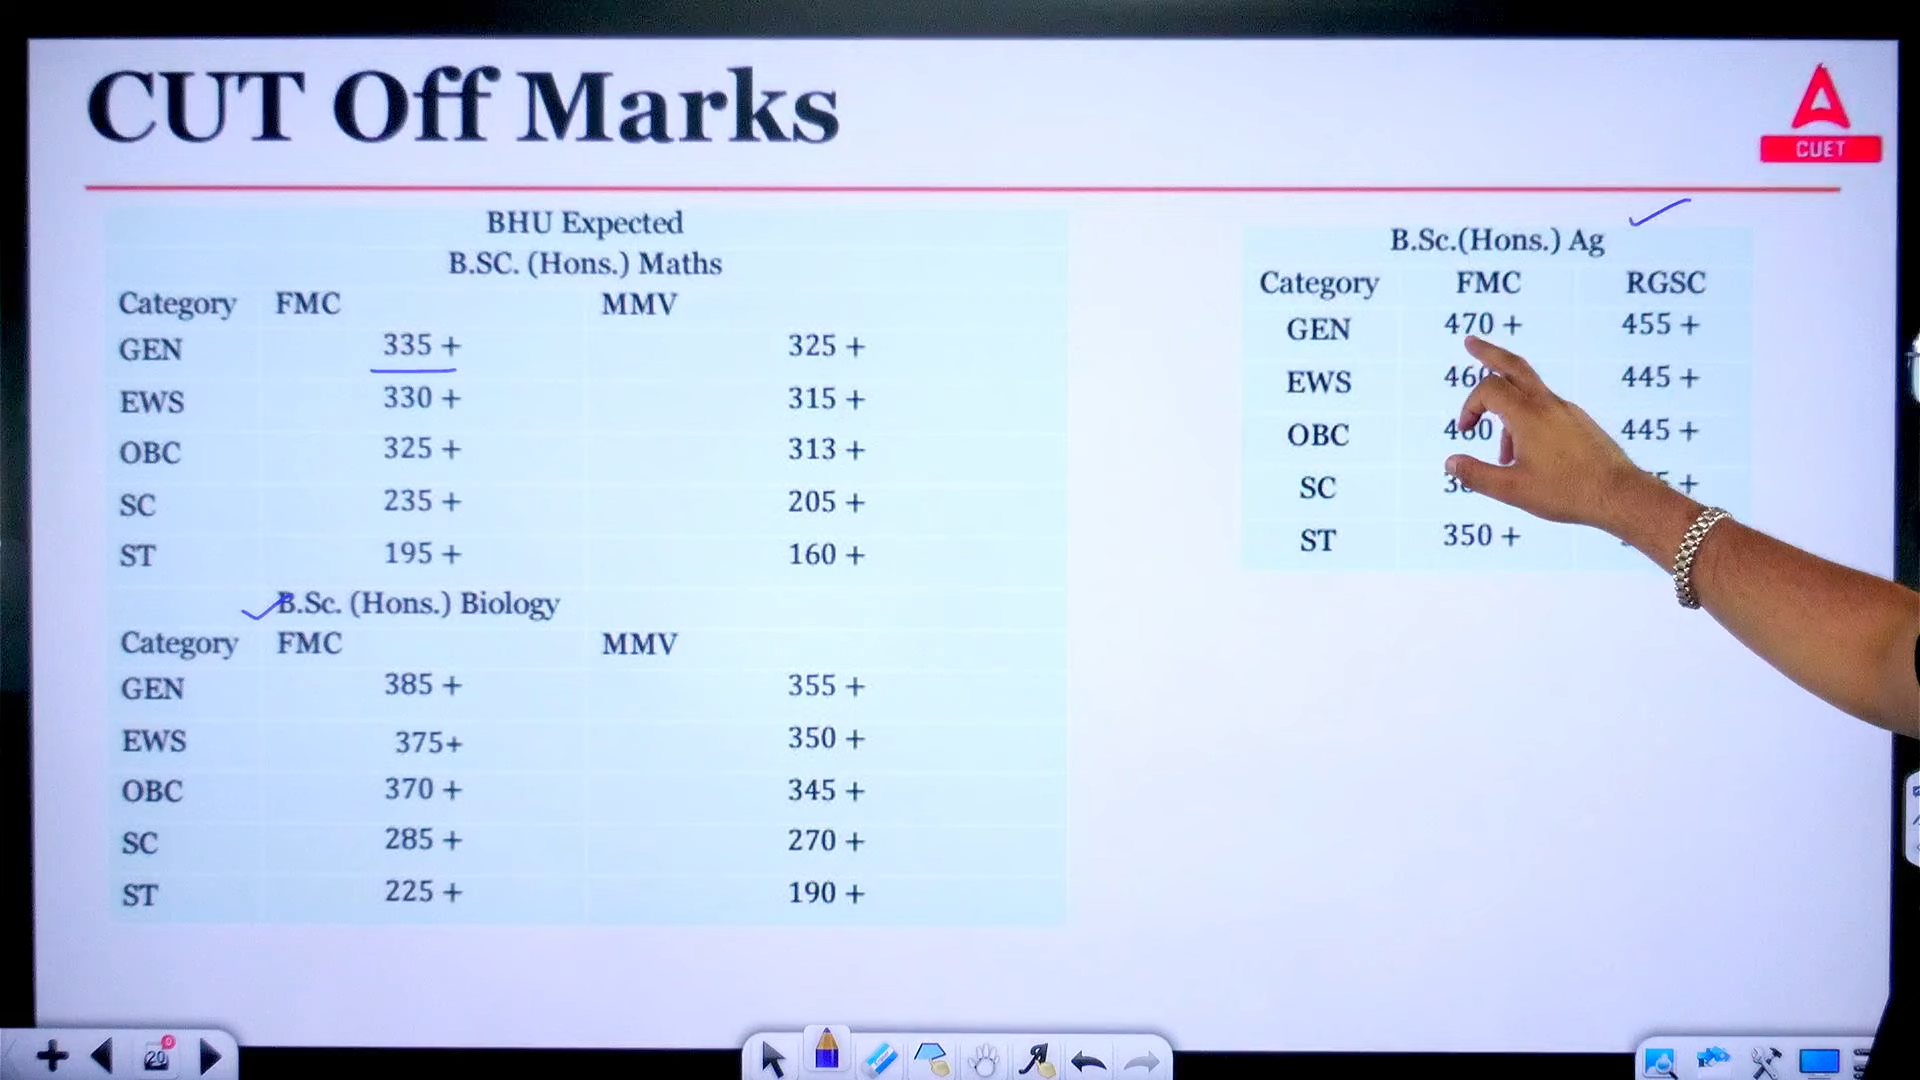 CUT Off Marks
CUET
BHU Expected
B.SC. (Hons.) Maths
Category FMC MMV
GEN 335 + 325 +
EWS 330 + 315 +
OBC 325 + 313 +
SC 235 + 205 +
ST 195 + 160 +
B.Sc. (Hons.) Biology
Category FMC MMV
GEN 385 + 355 +
EWS 375+ 350 +
OBC 370 + 345 +
SC 285 + 270 +
ST 225 + 190 +
B.Sc.(Hons.) Ag
Category FMC RGSC
GEN 470 + 455 +
EWS 445 +
OBC 460 445 +
SC +
ST 350 +
20
0